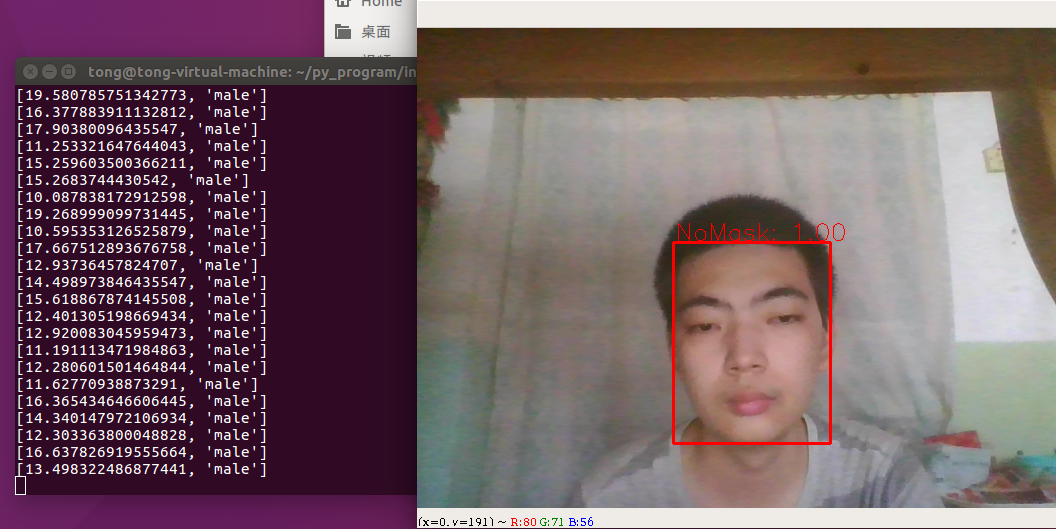 Home
桌面
tong@tong-virtual-machine: ~/py_program/in
[19.580785751342773, 'male']
[16.377883911132812, 'male']
[17.90380096435547, 'male']
[11.253321647644043, 'male']
[15.259603500366211, 'male']
[15.2683744430542, 'male']
[10.087838172912598, 'male']
[19.268999099731445, 'male']
[10.595353126525879, 'male']
[17.667512893676758, 'male']
[12.93736457824707, 'male']
[14.498973846435547, 'male']
[15.618867874145508, 'male']
[12.401305198669434, 'male']
[12.920083045959473, 'male']
[11.191113471984863, 'male']
[12.280601501464844, 'male']
[11.62770938873291, 'male']
[16.365434646606445, 'male']
[14.340147972106934, 'male']
[12.303363800048828, 'male']
[16.637826919555664, 'male']
[13.498322486877441, 'male']
NoMask: 1.00
(x=0, y=191) ~ R:80 G:71 B:56